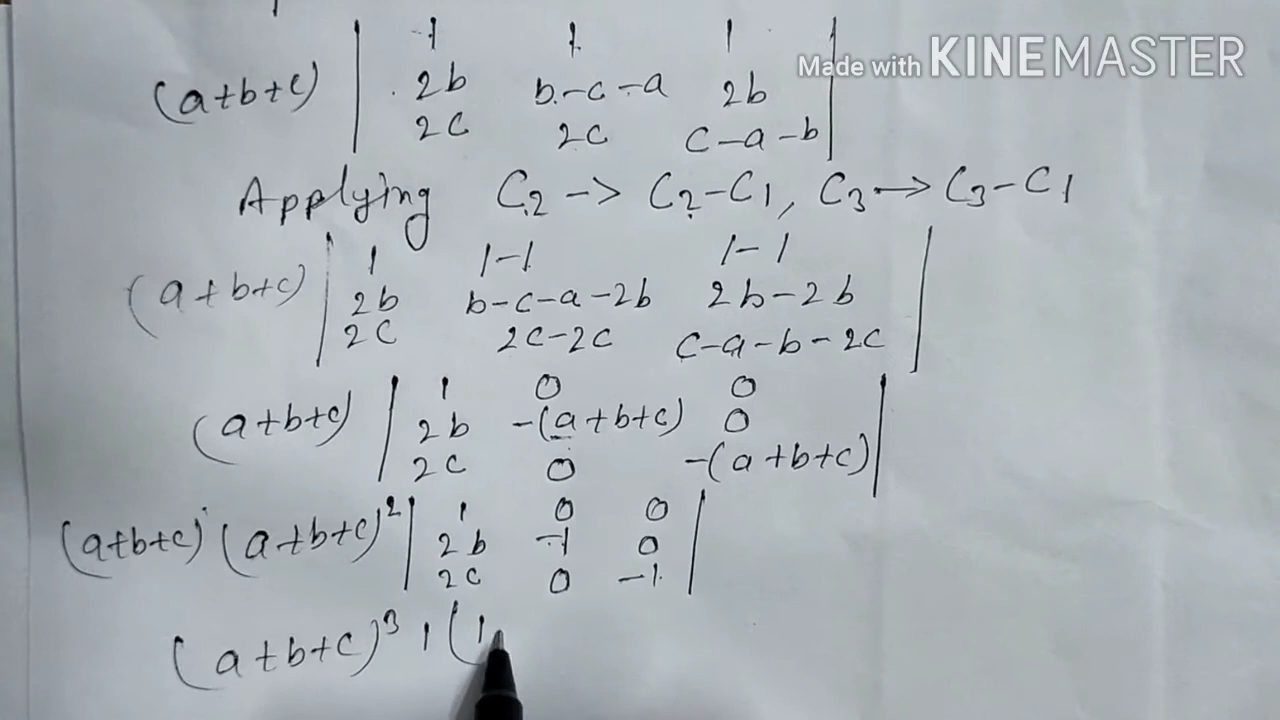 1 1 1
Made with KINEMASTER
(a+b+c) 2b b-c-a 2b
2c 2c c-a-b
Applying C2 -> C2-C1, C3 -> C3-C1
1 1-1 1-1
(a+b+c) 2b b-c-a-2b 2b-2b
2c 2c-2c c-a-b-2c
1 0 0
(a+b+c) 2b -(a+b+c) 0
2c 0 -(a+b+c)
1 0 0
(a+b+c) (a+b+c)² 2b -1 0
2c 0 -1
(a+b+c)³ 1(1